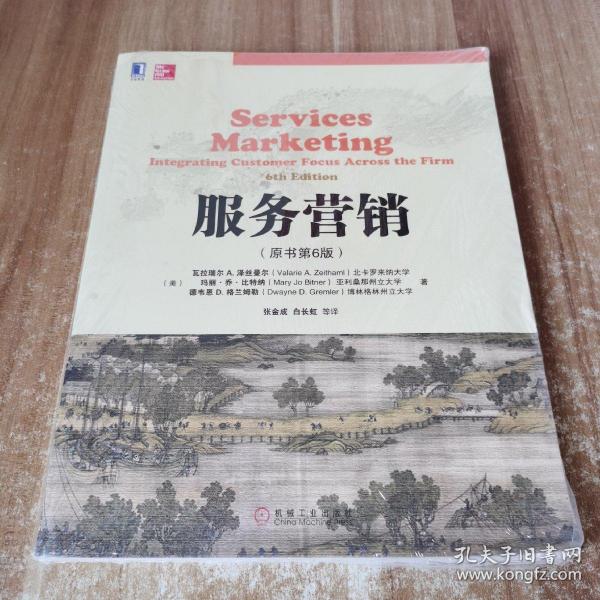 Services
Marketing
Integrating Customer Focus Across the Firm
6th Edition
服务营销
（原书第6版）
瓦拉瑞尔 A. 泽丝曼尔（Valarie A. Zeithaml）北卡罗来纳大学
（美） 玛丽·乔·比特纳（Mary Jo Bitner）亚利桑那州立大学 著
德韦恩 D. 格兰姆勒（Dwayne D. Gremler）博林格林州立大学
张金成 白长虹 等译
机械工业出版社
China Machine Press
孔夫子旧书网
www.kongfz.com